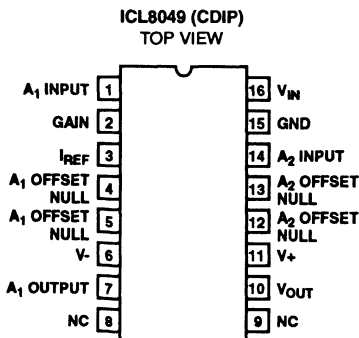 ICL8049 (CDIP)
TOP VIEW
A1 INPUT 1
GAIN 2
IREF 3
A1 OFFSET
NULL 4
A1 OFFSET
NULL 5
V- 6
A1 OUTPUT 7
NC 8
16 VIN
15 GND
14 A2 INPUT
13 A2 OFFSET
NULL
12 A2 OFFSET
NULL
11 V+
10 VOUT
9 NC